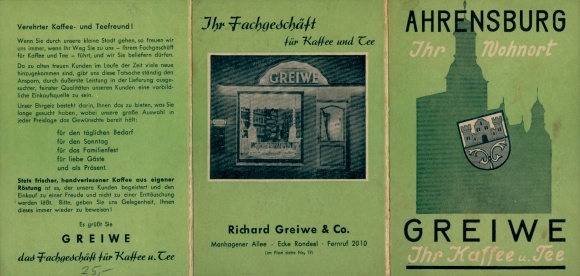 Verehrter Kaffee- und Teefreund!
Wenn Sie durch unsere kleine Stadt gehen, so freuen wir
uns immer, wenn Ihr Weg Sie zu uns – Ihrem Fachgeschäft
für Kaffee und Tee – führt, und wir Sie beliefern dürfen.
Da zu alten treuen Kunden im Laufe der Zeit viele neue
hinzugekommen sind, gibt uns diese Tatsache ständig den
Ansporn, durch äußerste Leistung in der Lieferung ausge-
suchter, feinster Qualitäten unseren Kunden eine vorbild-
liche Einkaufsquelle zu sein.
Unser Ehrgeiz besteht darin, Ihnen das zu bieten, was Sie
lange gesucht haben, wobei unsere große Auswahl in
jeder Preislage das Gewünschte bereit hält:
für den täglichen Bedarf
für den Sonntag
für das Familienfest
für liebe Gäste
und als Präsent.
Stets frischer, handverlesener Kaffee aus eigener
Röstung ist es, der unsere Kunden begeistert und den
Einkauf zu einer Freude und nicht zu einer Enttäuschung
werden läßt. Bitte, geben Sie uns Gelegenheit, Ihnen
dieses immer wieder zu beweisen!
Es grüßt Sie
GREIWE
das Fachgeschäft für Kaffee u. Tee
25,-
Ihr Fachgeschäft
für Kaffee und Tee
GREIWE
Richard Greiwe & Co.
Manhagener Allee - Ecke Rondeel - Fernruf 2010
AHRENSBURG
Ihr Wohnort
GREIWE
Ihr Kaffee u. Tee